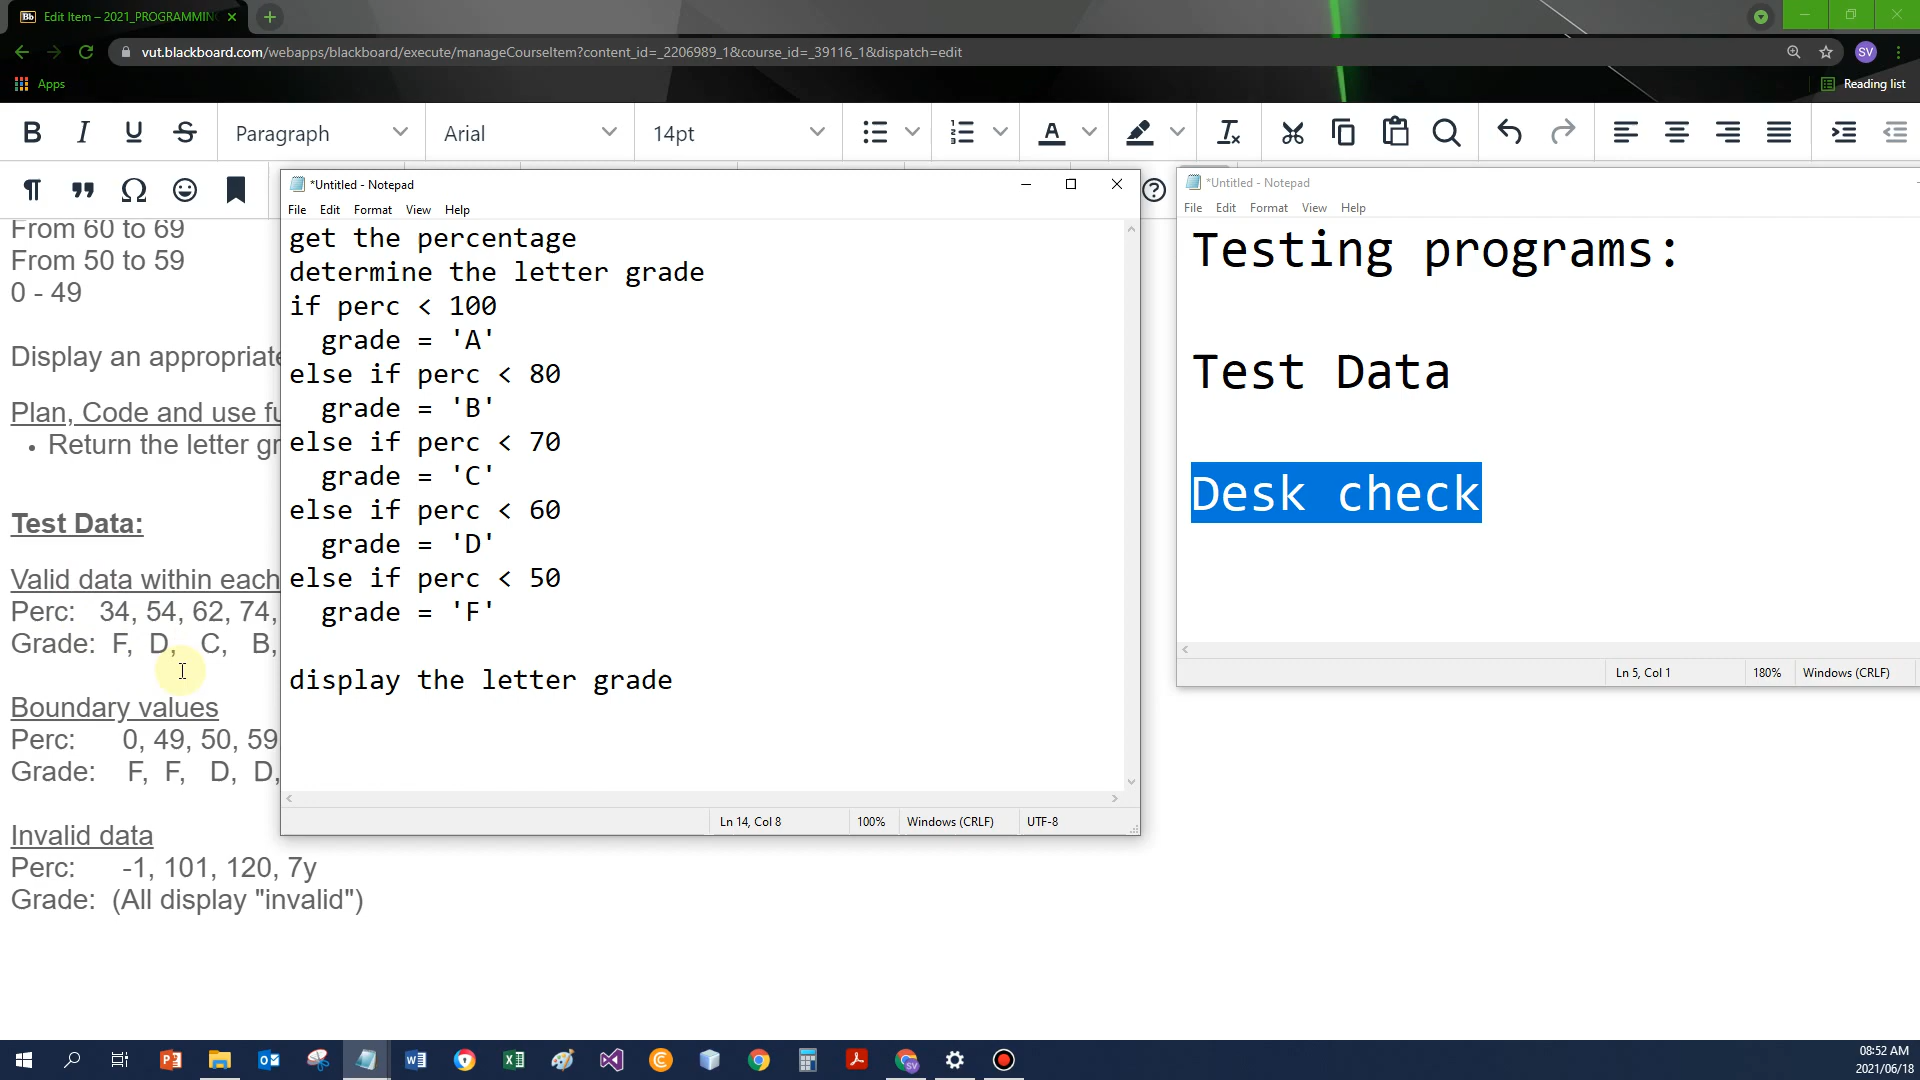 Edit Item – 2021_PROGRAMMIN
vut.blackboard.com/webapps/blackboard/execute/manageCourseItem?content_id=_2206989_1&course_id=_39116_1&dispatch=edit
SV
Apps
Reading list
B I U S Paragraph Arial 14pt
*Untitled - Notepad
File Edit Format View Help
get the percentage
determine the letter grade
if perc < 100
grade = 'A'
else if perc < 80
grade = 'B'
else if perc < 70
grade = 'C'
else if perc < 60
grade = 'D'
else if perc < 50
grade = 'F'
display the letter grade
Ln 14, Col 8 100% Windows (CRLF) UTF-8
*Untitled - Notepad
File Edit Format View Help
Testing programs:
Test Data
Desk check
Ln 5, Col 1 180% Windows (CRLF)
From 60 to 69
From 50 to 59
0 - 49
Display an appropriate
Plan, Code and use fu
Return the letter gr
Test Data:
Valid data within each
Perc: 34, 54, 62, 74,
Grade: F, D, C, B,
Boundary values
Perc: 0, 49, 50, 59
Grade: F, F, D, D,
Invalid data
Perc: -1, 101, 120, 7y
Grade: (All display "invalid")
08:52 AM
2021/06/18